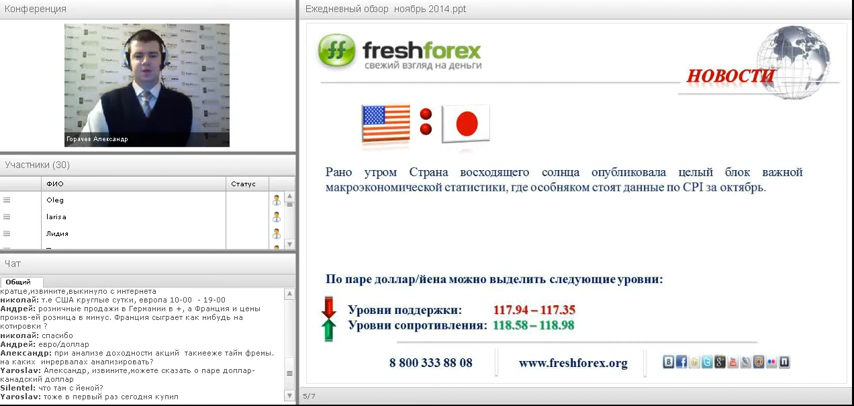 Конференция
Горачев Александр
Участники (30)
ФИО
Статус
Oleg
larisa
Лидия
Чат
Общий
кратце,извините,выкинуло с интернета
николай: т.е США круглые сутки, европа 10-00 - 19-00
Андрей: розничные продажи в Германии в +, а Франция и цены
произв-ей розница в минус. Франция сыграет как нибудь на
котировки ?
николай: спасибо
Андрей: евро/доллар
Александр: при анализе доходности акций такиееже тайм френы.
на каких инревралах анализировать?
Yaroslav: Александр, извините,можете сказать о паре доллар-
канадский доллар
Silentel: что там с йеной?
Yaroslav: тоже в первый раз сегодня купил
Ежедневный обзор ноябрь 2014.ppt
freshforex
свежий взгляд на деньги
НОВОСТИ
Рано утром Страна восходящего солнца опубликовала целый блок важной
макроэкономической статистики, где особняком стоят данные по CPI за октябрь.
По паре доллар/йена можно выделить следующие уровни:
Уровни поддержки: 117.94 – 117.35
Уровни сопротивления: 118.58 – 118.98
8 800 333 88 08
www.freshforex.org
5/7